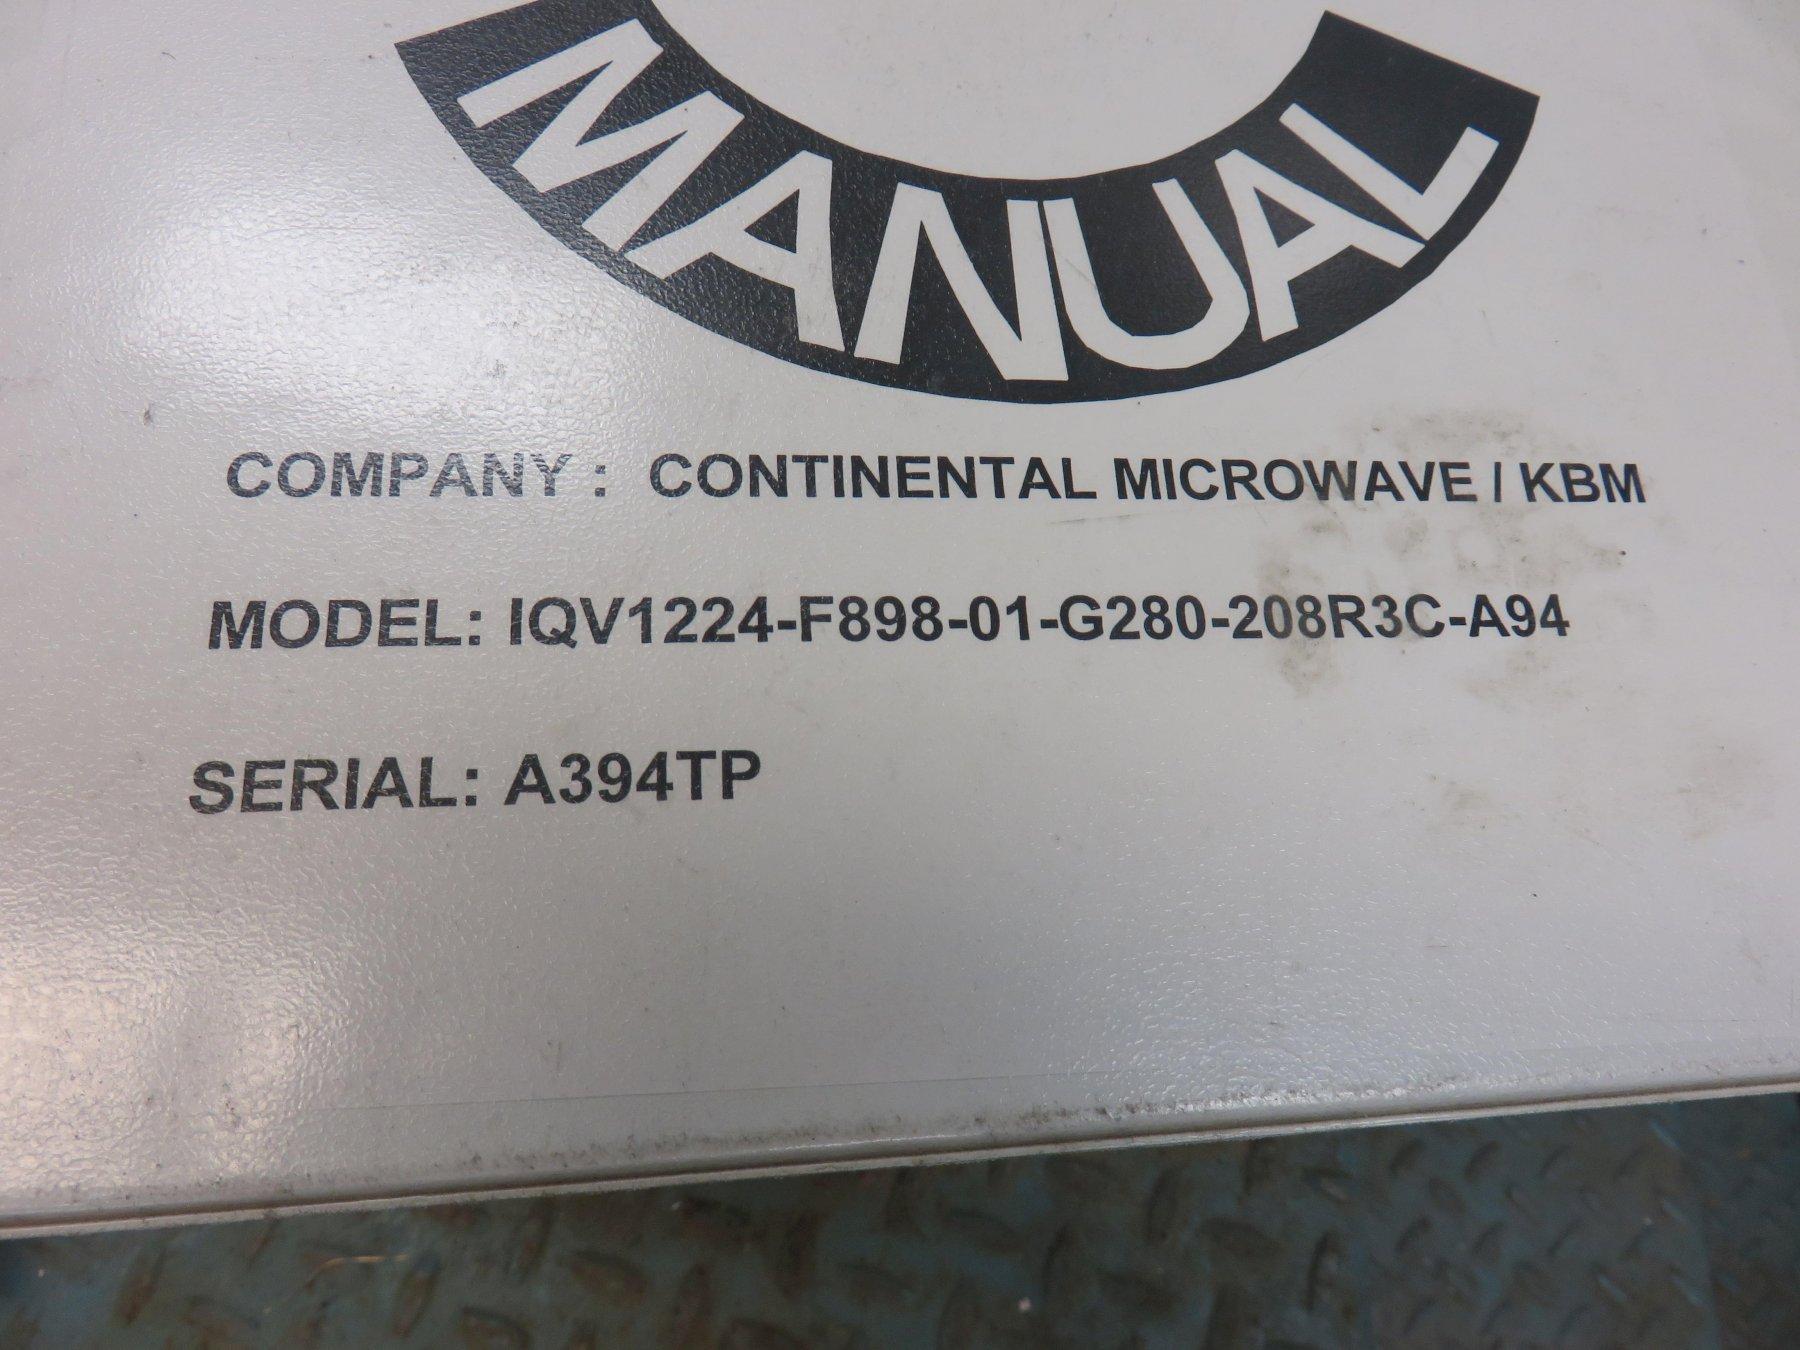 MANUAL
COMPANY : CONTINENTAL MICROWAVE / KBM
MODEL: IQV1224-F898-01-G280-208R3C-A94
SERIAL: A394TP